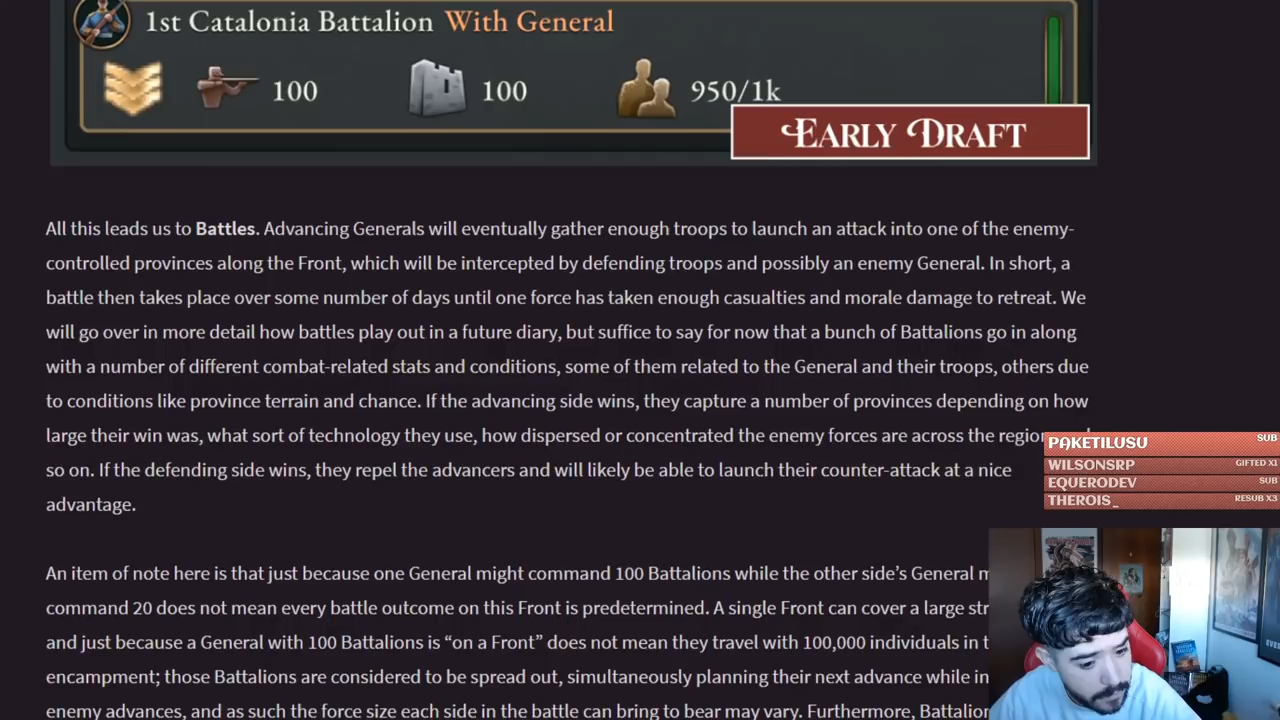 1st Catalonia Battalion With General
100 100 950/1k
EARLY DRAFT
All this leads us to Battles. Advancing Generals will eventually gather enough troops to launch an attack into one of the enemy-
controlled provinces along the Front, which will be intercepted by defending troops and possibly an enemy General. In short, a
battle then takes place over some number of days until one force has taken enough casualties and morale damage to retreat. We
will go over in more detail how battles play out in a future diary, but suffice to say for now that a bunch of Battalions go in along
with a number of different combat-related stats and conditions, some of them related to the General and their troops, others due
to conditions like province terrain and chance. If the advancing side wins, they capture a number of provinces depending on how
large their win was, what sort of technology they use, how dispersed or concentrated the enemy forces are across the region
so on. If the defending side wins, they repel the advancers and will likely be able to launch their counter-attack at a nice
advantage.
PAKETILUSU SUB
WILSONSRP GIFTED X1
EQUERODEV SUB
THEROIS_ RESUB X3
An item of note here is that just because one General might command 100 Battalions while the other side's General
command 20 does not mean every battle outcome on this Front is predetermined. A single Front can cover a large
and just because a General with 100 Battalions is "on a Front" does not mean they travel with 100,000 individuals in
encampment; those Battalions are considered to be spread out, simultaneously planning their next advance while
enemy advances, and as such the force size each side in the battle can bring to bear may vary. Furthermore,